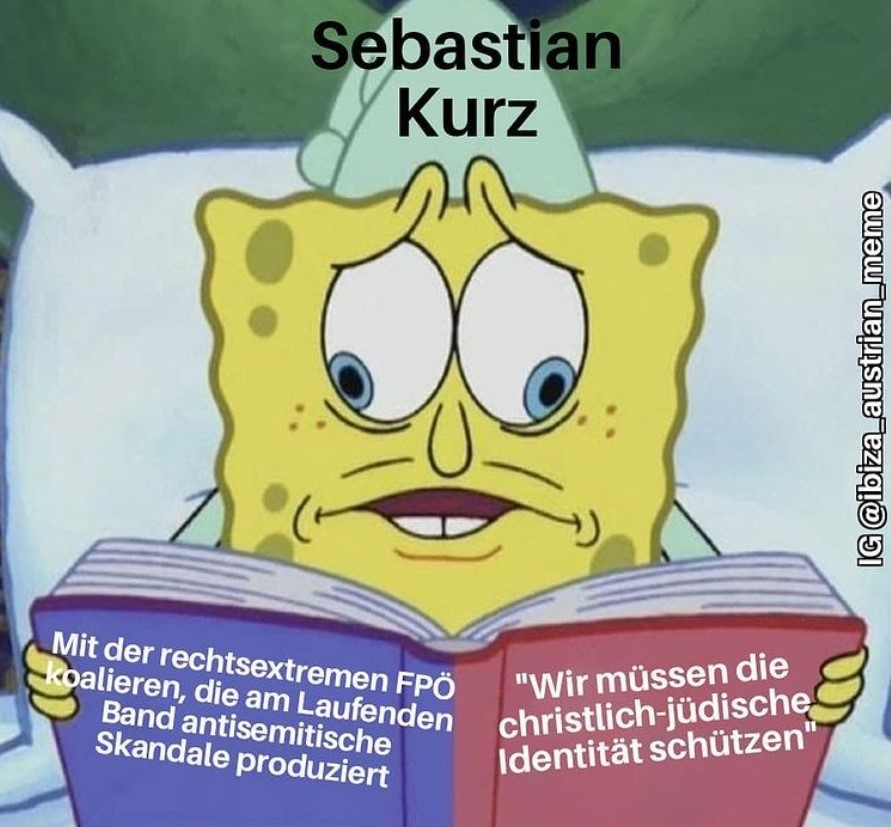 Sebastian
Kurz
Mit der rechtsextremen FPÖ
koalieren, die am Laufenden
Band antisemitische
Skandale produziert
"Wir müssen die
christlich-jüdische
Identität schützen"
IG @ibiza_austrian_meme